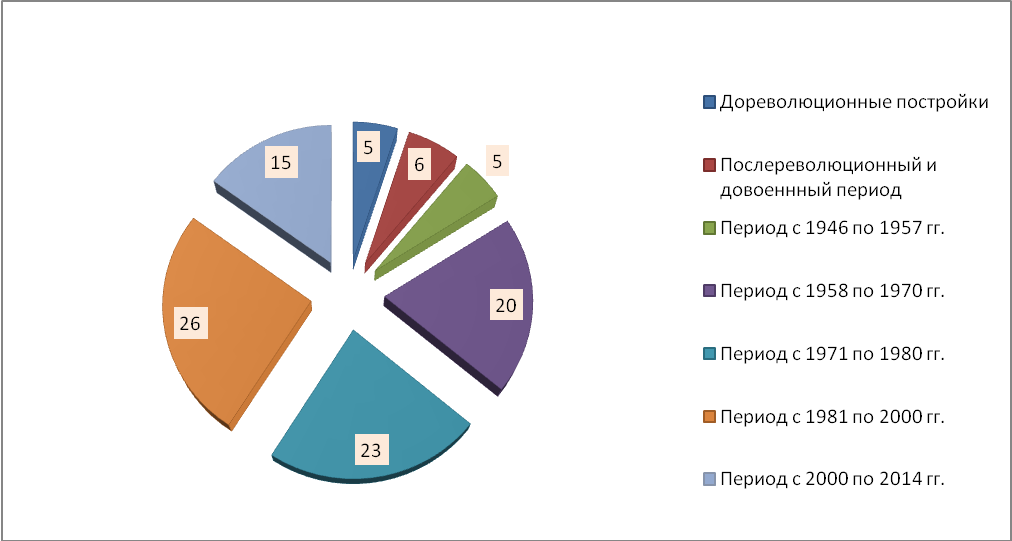 5
6
5
20
23
26
15
Дореволюционные постройки
Послереволюционный и
довоеннный период
Период с 1946 по 1957 гг.
Период с 1958 по 1970 гг.
Период с 1971 по 1980 гг.
Период с 1981 по 2000 гг.
Период с 2000 по 2014 гг.